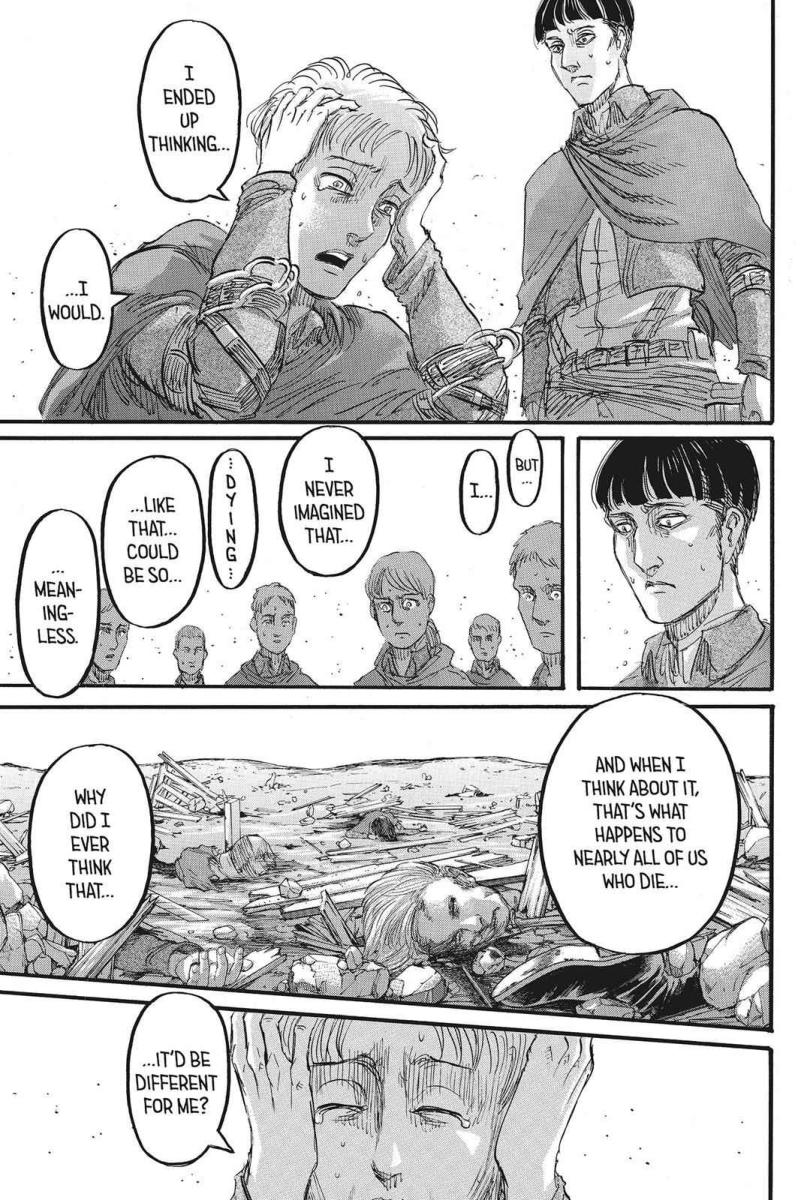 I
ENDED
UP
THINKING...
...I
WOULD.
BUT
...
I...
I
NEVER
IMAGINED
THAT...
...DYING...
...LIKE
THAT...
COULD
BE SO...
...
MEAN-
ING-
LESS.
AND WHEN I
THINK ABOUT IT,
THAT'S WHAT
HAPPENS TO
NEARLY ALL OF US
WHO DIE...
WHY
DID I
EVER
THINK
THAT...
...IT'D BE
DIFFERENT
FOR ME?